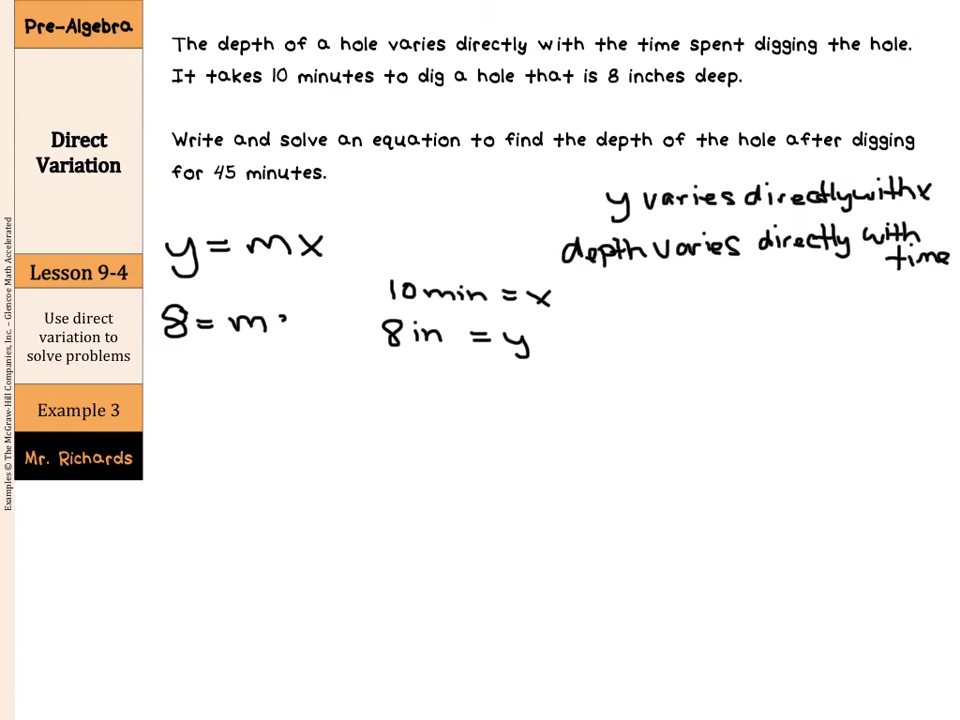 Pre-Algebra
Direct
Variation
Lesson 9-4
Use direct
variation to
solve problems
Example 3
Mr. Richards
Examples © The McGraw-Hill Companies, Inc. – Glencoe Math Accelerated
The depth of a hole varies directly with the time spent digging the hole.
It takes 10 minutes to dig a hole that is 8 inches deep.
Write and solve an equation to find the depth of the hole after digging
for 45 minutes.
y varies directly with x
depth varies directly with
time
y = mx
10 min = x
8 in = y
8 = m